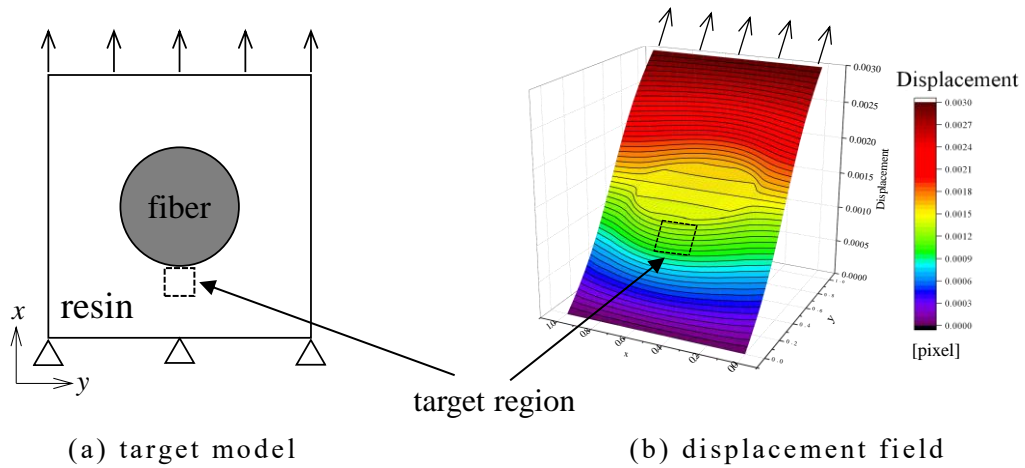 fiber
resin
x
y
target region
(a) target model
0.0030
0.0025
0.0020
0.0015
0.0010
0.0005
0.0000
Displacement
x
y
Displacement
0.0030
0.0027
0.0024
0.0021
0.0018
0.0015
0.0012
0.0009
0.0006
0.0003
0.0000
[pixel]
(b) displacement field